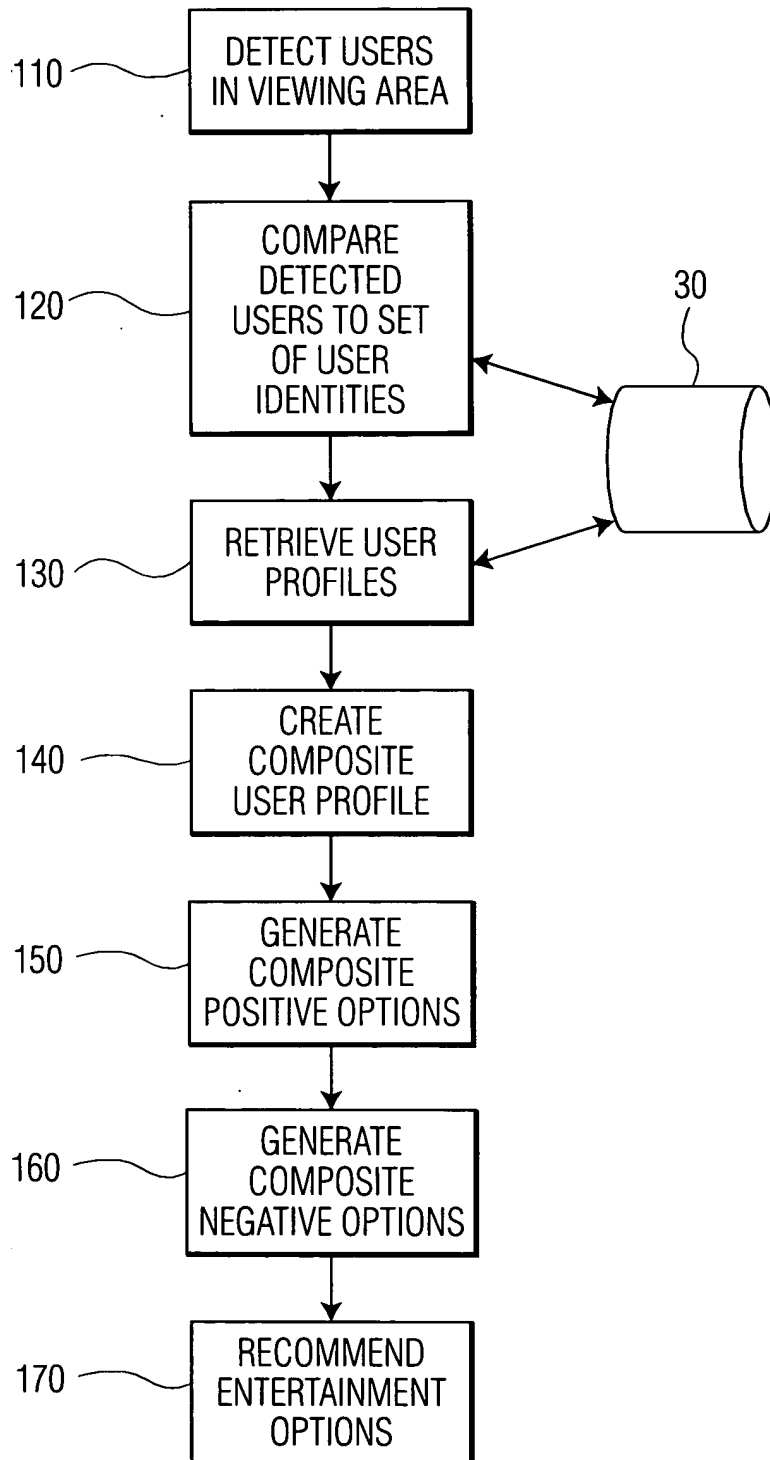 110
DETECT USERS
IN VIEWING AREA
120
COMPARE
DETECTED
USERS TO SET
OF USER
IDENTITIES
30
130
RETRIEVE USER
PROFILES
140
CREATE
COMPOSITE
USER PROFILE
150
GENERATE
COMPOSITE
POSITIVE OPTIONS
160
GENERATE
COMPOSITE
NEGATIVE OPTIONS
170
RECOMMEND
ENTERTAINMENT
OPTIONS